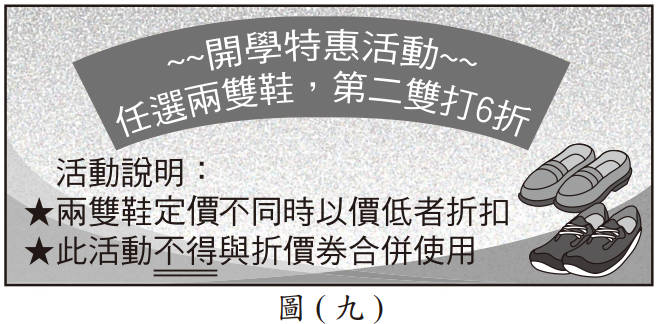 ~~開學特惠活動~~
任選兩雙鞋，第二雙打6折
活動說明：
★兩雙鞋定價不同時以價低者折扣
★此活動不得與折價券合併使用
圖(九)